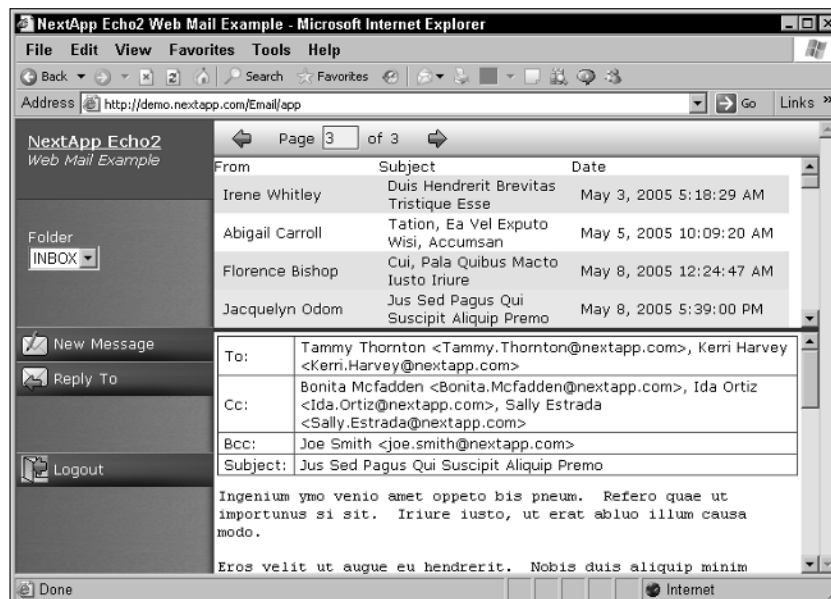 NextApp Echo2 Web Mail Example - Microsoft Internet Explorer
File Edit View Favorites Tools Help
Back Search Favorites
Address http://demo.nextapp.com/Email/app Go Links »
NextApp Echo2
Web Mail Example
Page 3 of 3
From Subject Date
Irene Whitley Duis Hendrerit Brevitas Tristique Esse May 3, 2005 5:18:29 AM
Abigail Carroll Tation, Ea Vel Exputo Wisi, Accumsan May 5, 2005 10:09:20 AM
Florence Bishop Cui, Pala Quibus Macto Iusto Iriure May 8, 2005 12:24:47 AM
Jacquelyn Odom Jus Sed Pagus Qui Suscipit Aliquip Premo May 8, 2005 5:39:00 PM
Folder
INBOX
New Message
Reply To
Logout
To: Tammy Thornton <Tammy.Thornton@nextapp.com>, Kerri Harvey
<Kerri.Harvey@nextapp.com>
Cc: Bonita Mcfadden <Bonita.Mcfadden@nextapp.com>, Ida Ortiz
<Ida.Ortiz@nextapp.com>, Sally Estrada
<Sally.Estrada@nextapp.com>
Bcc: Joe Smith <joe.smith@nextapp.com>
Subject: Jus Sed Pagus Qui Suscipit Aliquip Premo
Ingenium ymo venio amet oppeto bis pneum. Refero quae ut
importunus si sit. Iriure iusto, ut erat abluo illum causa
modo.
Eros velit ut augue eu hendrerit. Nobis duis aliquip minim
Done Internet